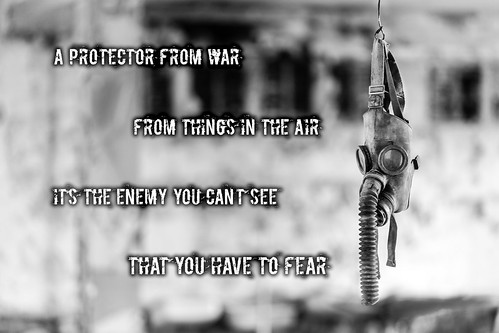 A PROTECTOR FROM WAR
FROM THINGS IN THE AIR
ITS THE ENEMY YOU CANT SEE
THAT YOU HAVE TO FEAR